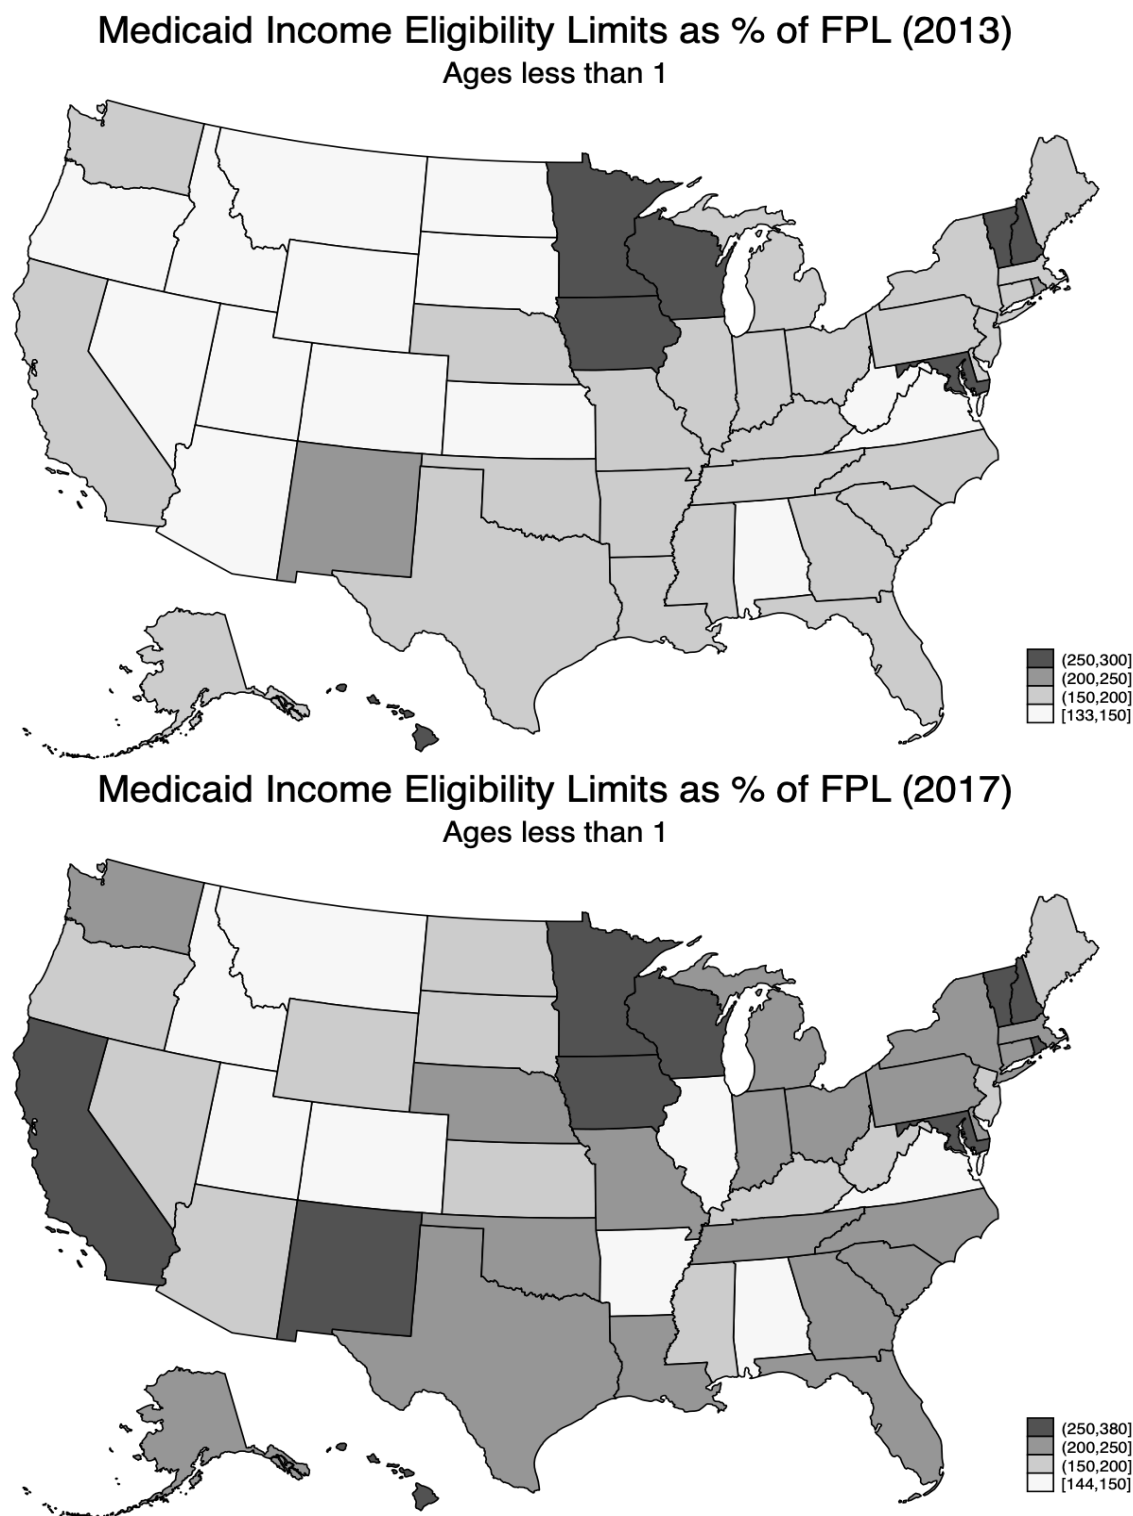 Medicaid Income Eligibility Limits as % of FPL (2013)
Ages less than 1
(250,300]
(200,250]
(150,200]
[133,150]
Medicaid Income Eligibility Limits as % of FPL (2017)
Ages less than 1
(250,380]
(200,250]
(150,200]
[144,150]